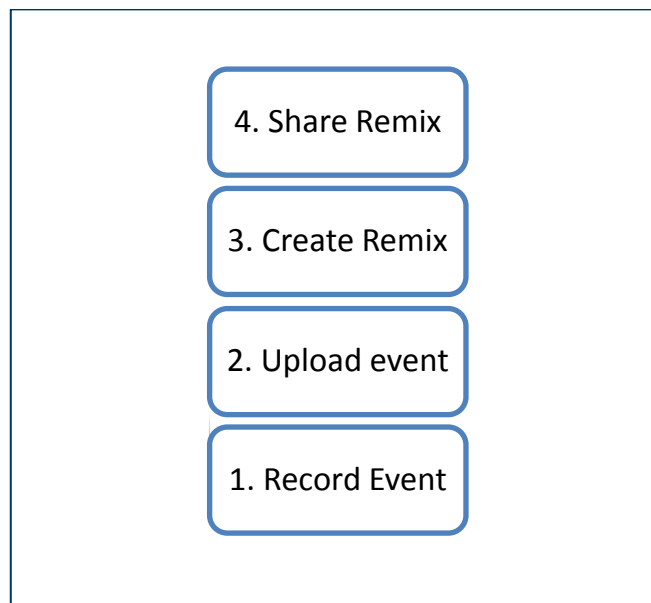 4. Share Remix
3. Create Remix
2. Upload event
1. Record Event